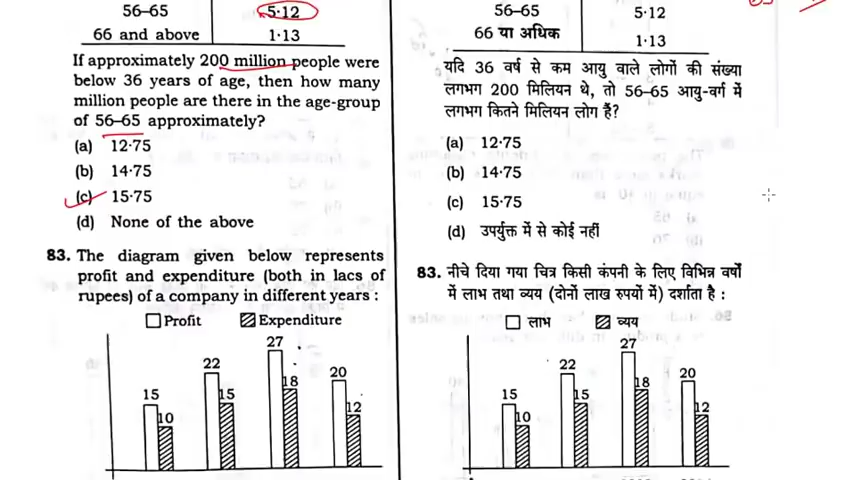 56–65 5·12
66 and above 1·13
If approximately 200 million people were
below 36 years of age, then how many
million people are there in the age-group
of 56–65 approximately?
(a) 12·75
(b) 14·75
(c) 15·75
(d) None of the above
83. The diagram given below represents
profit and expenditure (both in lacs of
rupees) of a company in different years :
Profit Expenditure
15 10 22 15 27 18 20 12
56–65 5·12
66 या अधिक 1·13
यदि 36 वर्ष से कम आयु वाले लोगों की संख्या
लगभग 200 मिलियन थे, तो 56–65 आयु-वर्ग में
लगभग कितने मिलियन लोग हैं?
(a) 12·75
(b) 14·75
(c) 15·75
(d) उपर्युक्त में से कोई नहीं
83. नीचे दिया गया चित्र किसी कंपनी के लिए विभिन्न वर्षों
में लाभ तथा व्यय (दोनों लाख रुपयों में) दर्शाता है :
लाभ व्यय
15 10 22 15 27 18 20 12